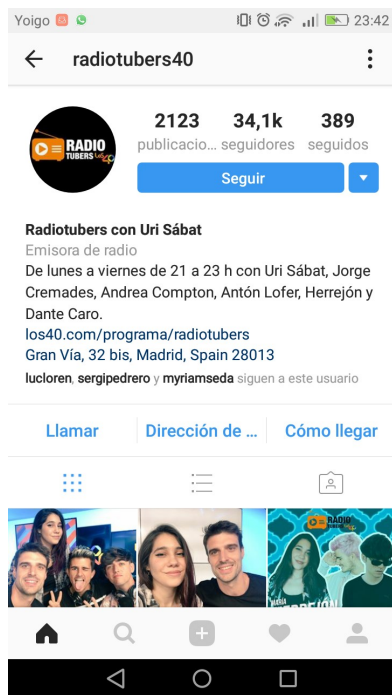 Yoigo 23:42
radiotubers40
2123 34,1k 389
publicacio... seguidores seguidos
RADIO
TUBERS
Seguir
Radiotubers con Uri Sábat
Emisora de radio
De lunes a viernes de 21 a 23 h con Uri Sábat, Jorge
Cremades, Andrea Compton, Antón Lofer, Herrejón y
Dante Caro.
los40.com/programa/radiotubers
Gran Vía, 32 bis, Madrid, Spain 28013
lucloren, sergipedrero y myriamseda siguen a este usuario
Llamar Dirección de ... Cómo llegar
RADIO